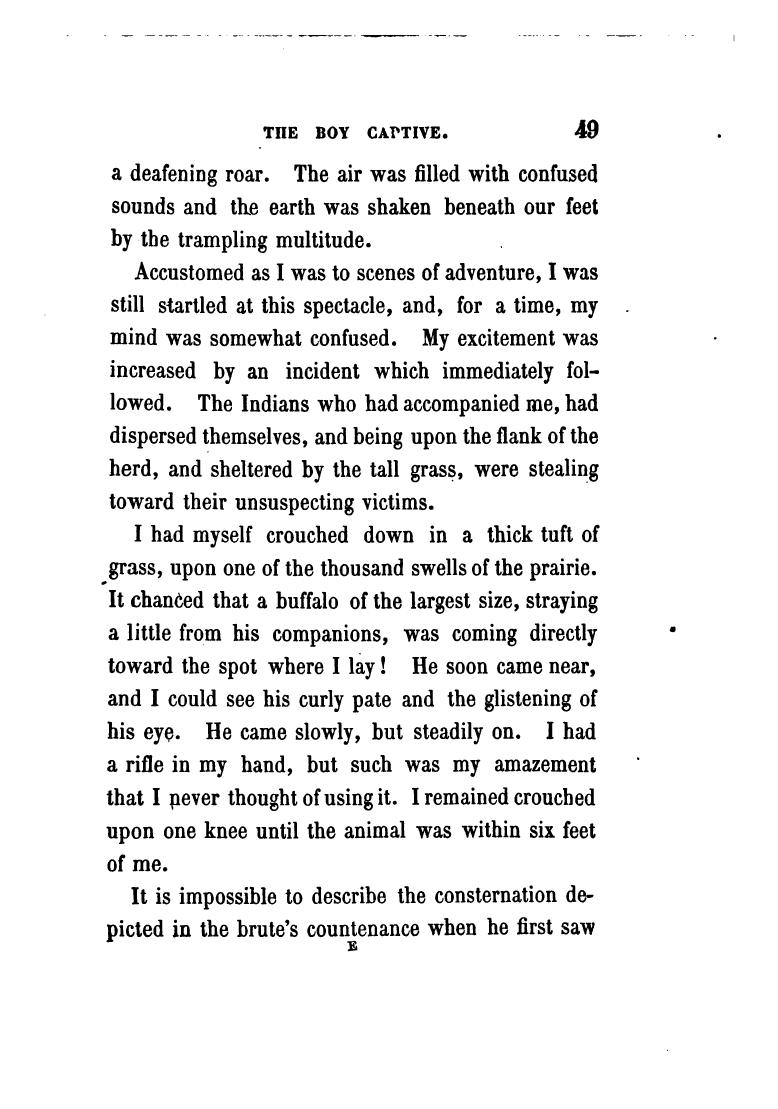 THE BOY CAPTIVE. 49
a deafening roar. The air was filled with confused
sounds and the earth was shaken beneath our feet
by the trampling multitude.
Accustomed as I was to scenes of adventure, I was
still startled at this spectacle, and, for a time, my
mind was somewhat confused. My excitement was
increased by an incident which immediately fol-
lowed. The Indians who had accompanied me, had
dispersed themselves, and being upon the flank of the
herd, and sheltered by the tall grass, were stealing
toward their unsuspecting victims.
I had myself crouched down in a thick tuft of
grass, upon one of the thousand swells of the prairie.
It chanced that a buffalo of the largest size, straying
a little from his companions, was coming directly
toward the spot where I lay! He soon came near,
and I could see his curly pate and the glistening of
his eye. He came slowly, but steadily on. I had
a rifle in my hand, but such was my amazement
that I never thought of using it. I remained crouched
upon one knee until the animal was within six feet
of me.
It is impossible to describe the consternation de-
picted in the brute's countenance when he first saw
E